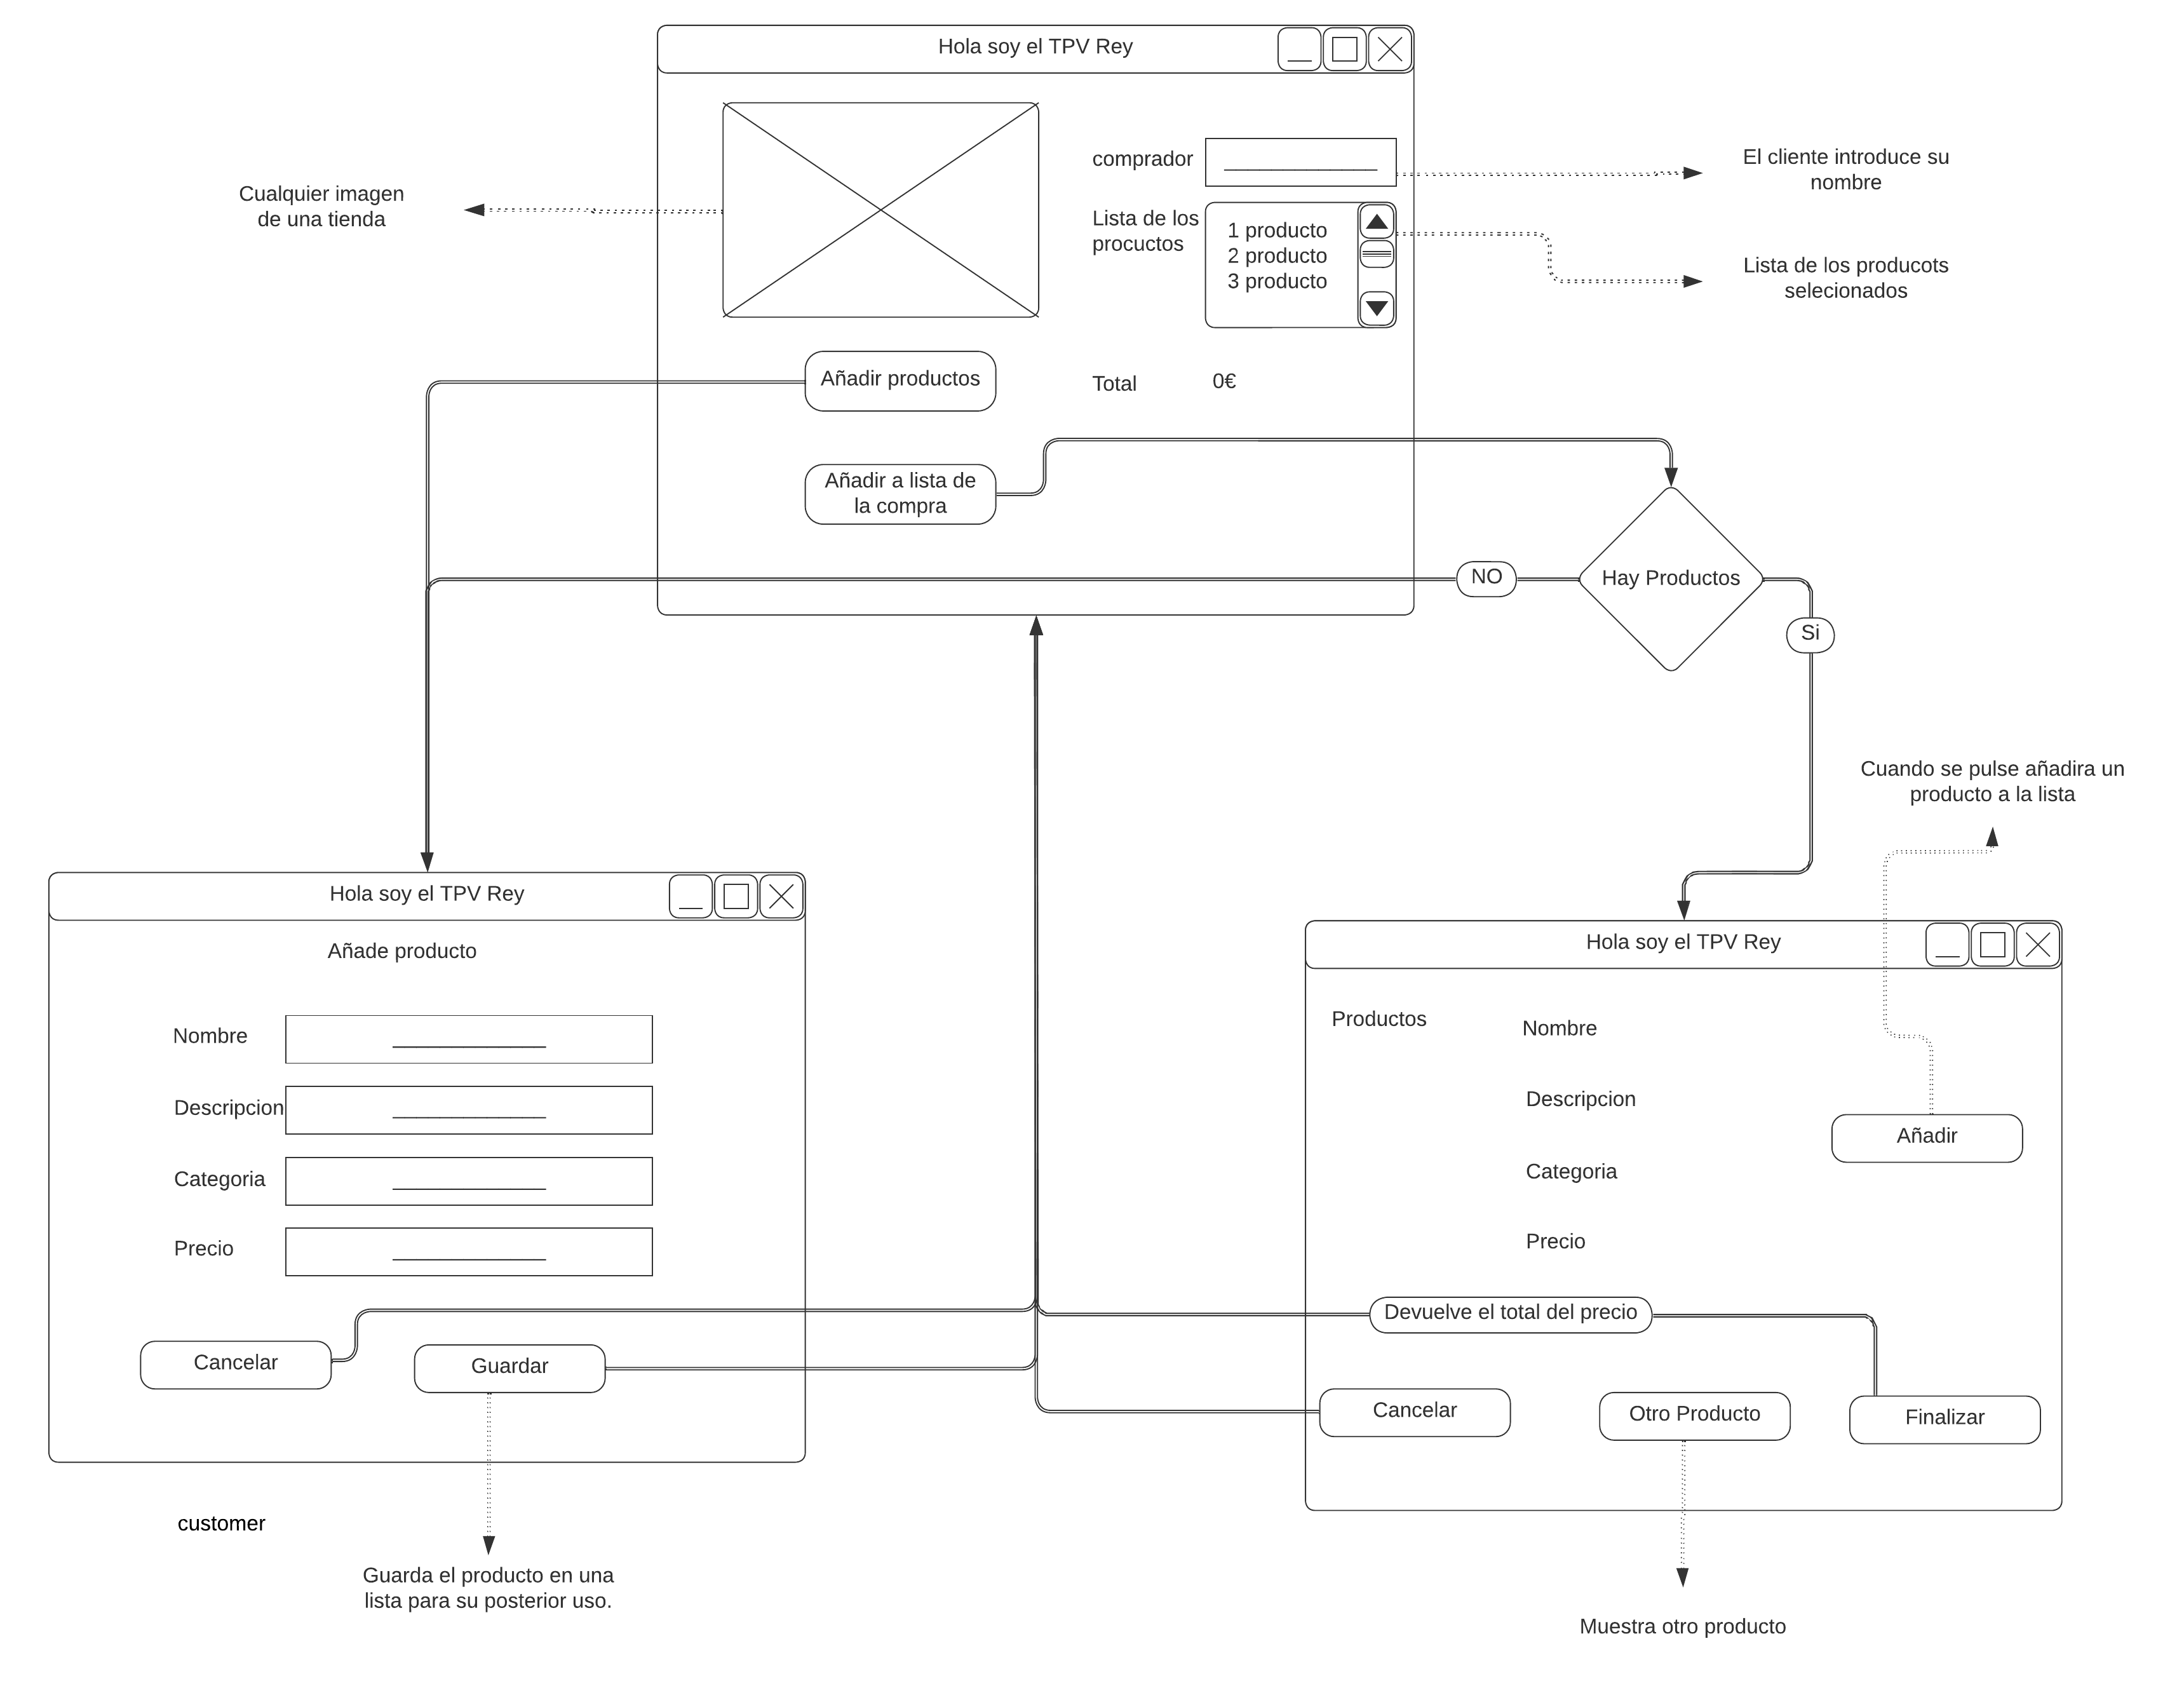 Hola soy el TPV Rey
Cualquier imagen
de una tienda
comprador
El cliente introduce su
nombre
Lista de los
procuctos
1 producto
2 producto
3 producto
Lista de los producots
selecionados
Añadir productos
Total
0€
Añadir a lista de
la compra
NO
Hay Productos
Si
Cuando se pulse añadira un
producto a la lista
Hola soy el TPV Rey
Añade producto
Nombre
Descripcion
Categoria
Precio
Cancelar
Guardar
customer
Guarda el producto en una
lista para su posterior uso.
Hola soy el TPV Rey
Productos
Nombre
Descripcion
Categoria
Precio
Añadir
Devuelve el total del precio
Cancelar
Otro Producto
Finalizar
Muestra otro producto